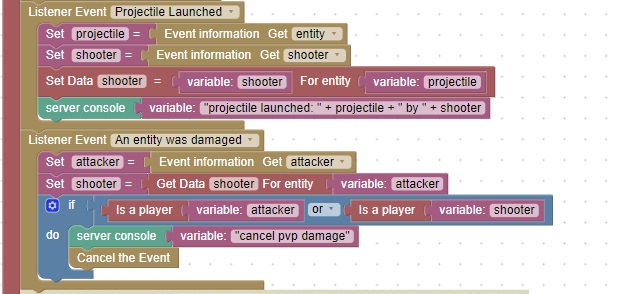 Listener Event Projectile Launched
Set projectile = Event information Get entity
Set shooter = Event information Get shooter
Set Data shooter = variable: shooter For entity variable: projectile
server console variable: "projectile launched: " + projectile + " by " + shooter
Listener Event An entity was damaged
Set attacker = Event information Get attacker
Set shooter = Get Data shooter For entity variable: attacker
if Is a player variable: attacker or Is a player variable: shooter
do server console variable: "cancel pvp damage"
Cancel the Event